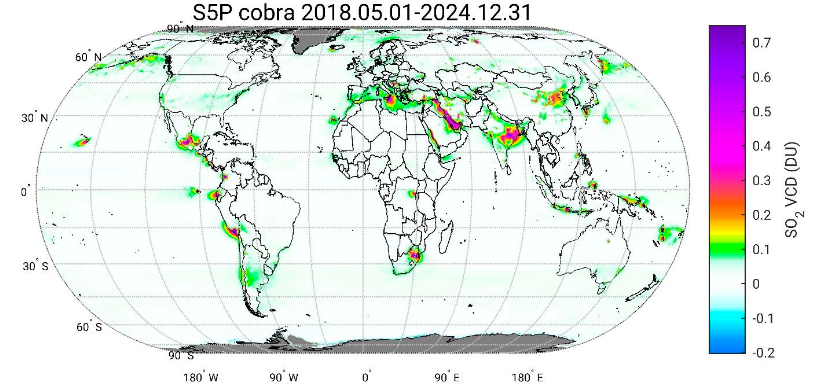 S5P cobra 2018.05.01-2024.12.31
90° N
60° N
30° N
0°
30° S
60° S
90° S
180° W
90° W
0°
90° E
180° E
0.7
0.6
0.5
0.4
0.3
0.2
0.1
0
-0.1
-0.2
SO₂ VCD (DU)